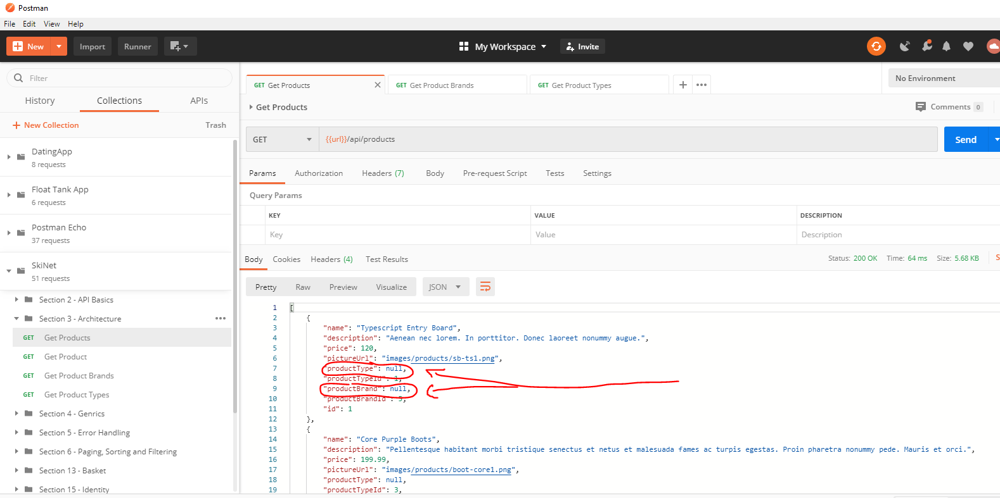 Postman
File Edit View Help
New Import Runner My Workspace Invite
Filter
History Collections APIs
New Collection Trash
DatingApp
8 requests
Float Tank App
6 requests
Postman Echo
37 requests
SkiNet
51 requests
Section 2 - API Basics
Section 3 - Architecture
GET Get Products
GET Get Product
GET Get Product Brands
GET Get Product Types
Section 4 - Genrics
Section 5 - Error Handling
Section 6 - Paging, Sorting and Filtering
Section 13 - Basket
Section 15 - Identity
GET Get Products GET Get Product Brands GET Get Product Types No Environment
Get Products Comments 0
GET {{url}}/api/products Send
Params Authorization Headers (7) Body Pre-request Script Tests Settings
Query Params
KEY VALUE DESCRIPTION
Key Value Description
Body Cookies Headers (4) Test Results Status: 200 OK Time: 64 ms Size: 5.68 KB S
Pretty Raw Preview Visualize JSON
1 [
2 {
3 "name": "Typescript Entry Board",
4 "description": "Aenean nec lorem. In porttitor. Donec laoreet nonummy augue.",
5 "price": 120,
6 "pictureUrl": "images/products/sb-ts1.png",
7 "productType": null,
8 "productTypeId": 1,
9 "productBrand": null,
10 "productBrandId": 5,
11 "id": 1
12 },
13 {
14 "name": "Core Purple Boots",
15 "description": "Pellentesque habitant morbi tristique senectus et netus et malesuada fames ac turpis egestas. Proin pharetra nonummy pede. Mauris et orci.",
16 "price": 199.99,
17 "pictureUrl": "images/products/boot-core1.png",
18 "productType": null,
19 "productTypeId": 3,